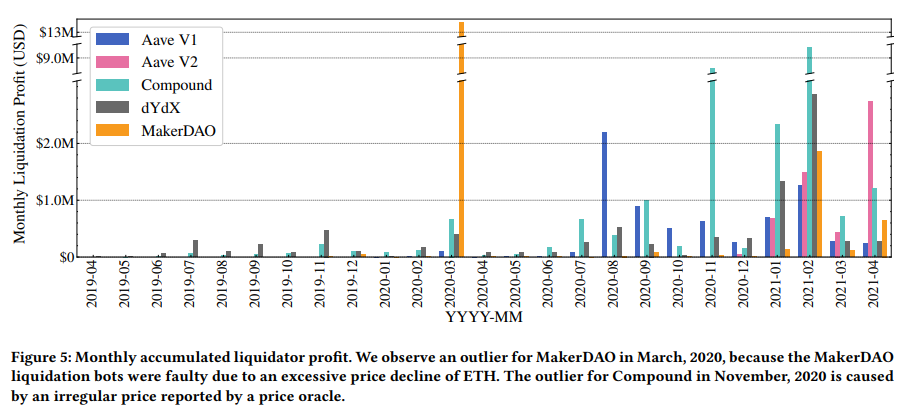 $13M
$9.0M
$2.0M
$1.0M
$0
Monthly Liquidation Profit (USD)
Aave V1
Aave V2
Compound
dYdX
MakerDAO
2019-04
2019-05
2019-06
2019-07
2019-08
2019-09
2019-10
2019-11
2019-12
2020-01
2020-02
2020-03
2020-04
2020-05
2020-06
2020-07
2020-08
2020-09
2020-10
2020-11
2020-12
2021-01
2021-02
2021-03
2021-04
YYYY-MM
Figure 5: Monthly accumulated liquidator profit. We observe an outlier for MakerDAO in March, 2020, because the MakerDAO
liquidation bots were faulty due to an excessive price decline of ETH. The outlier for Compound in November, 2020 is caused
by an irregular price reported by a price oracle.